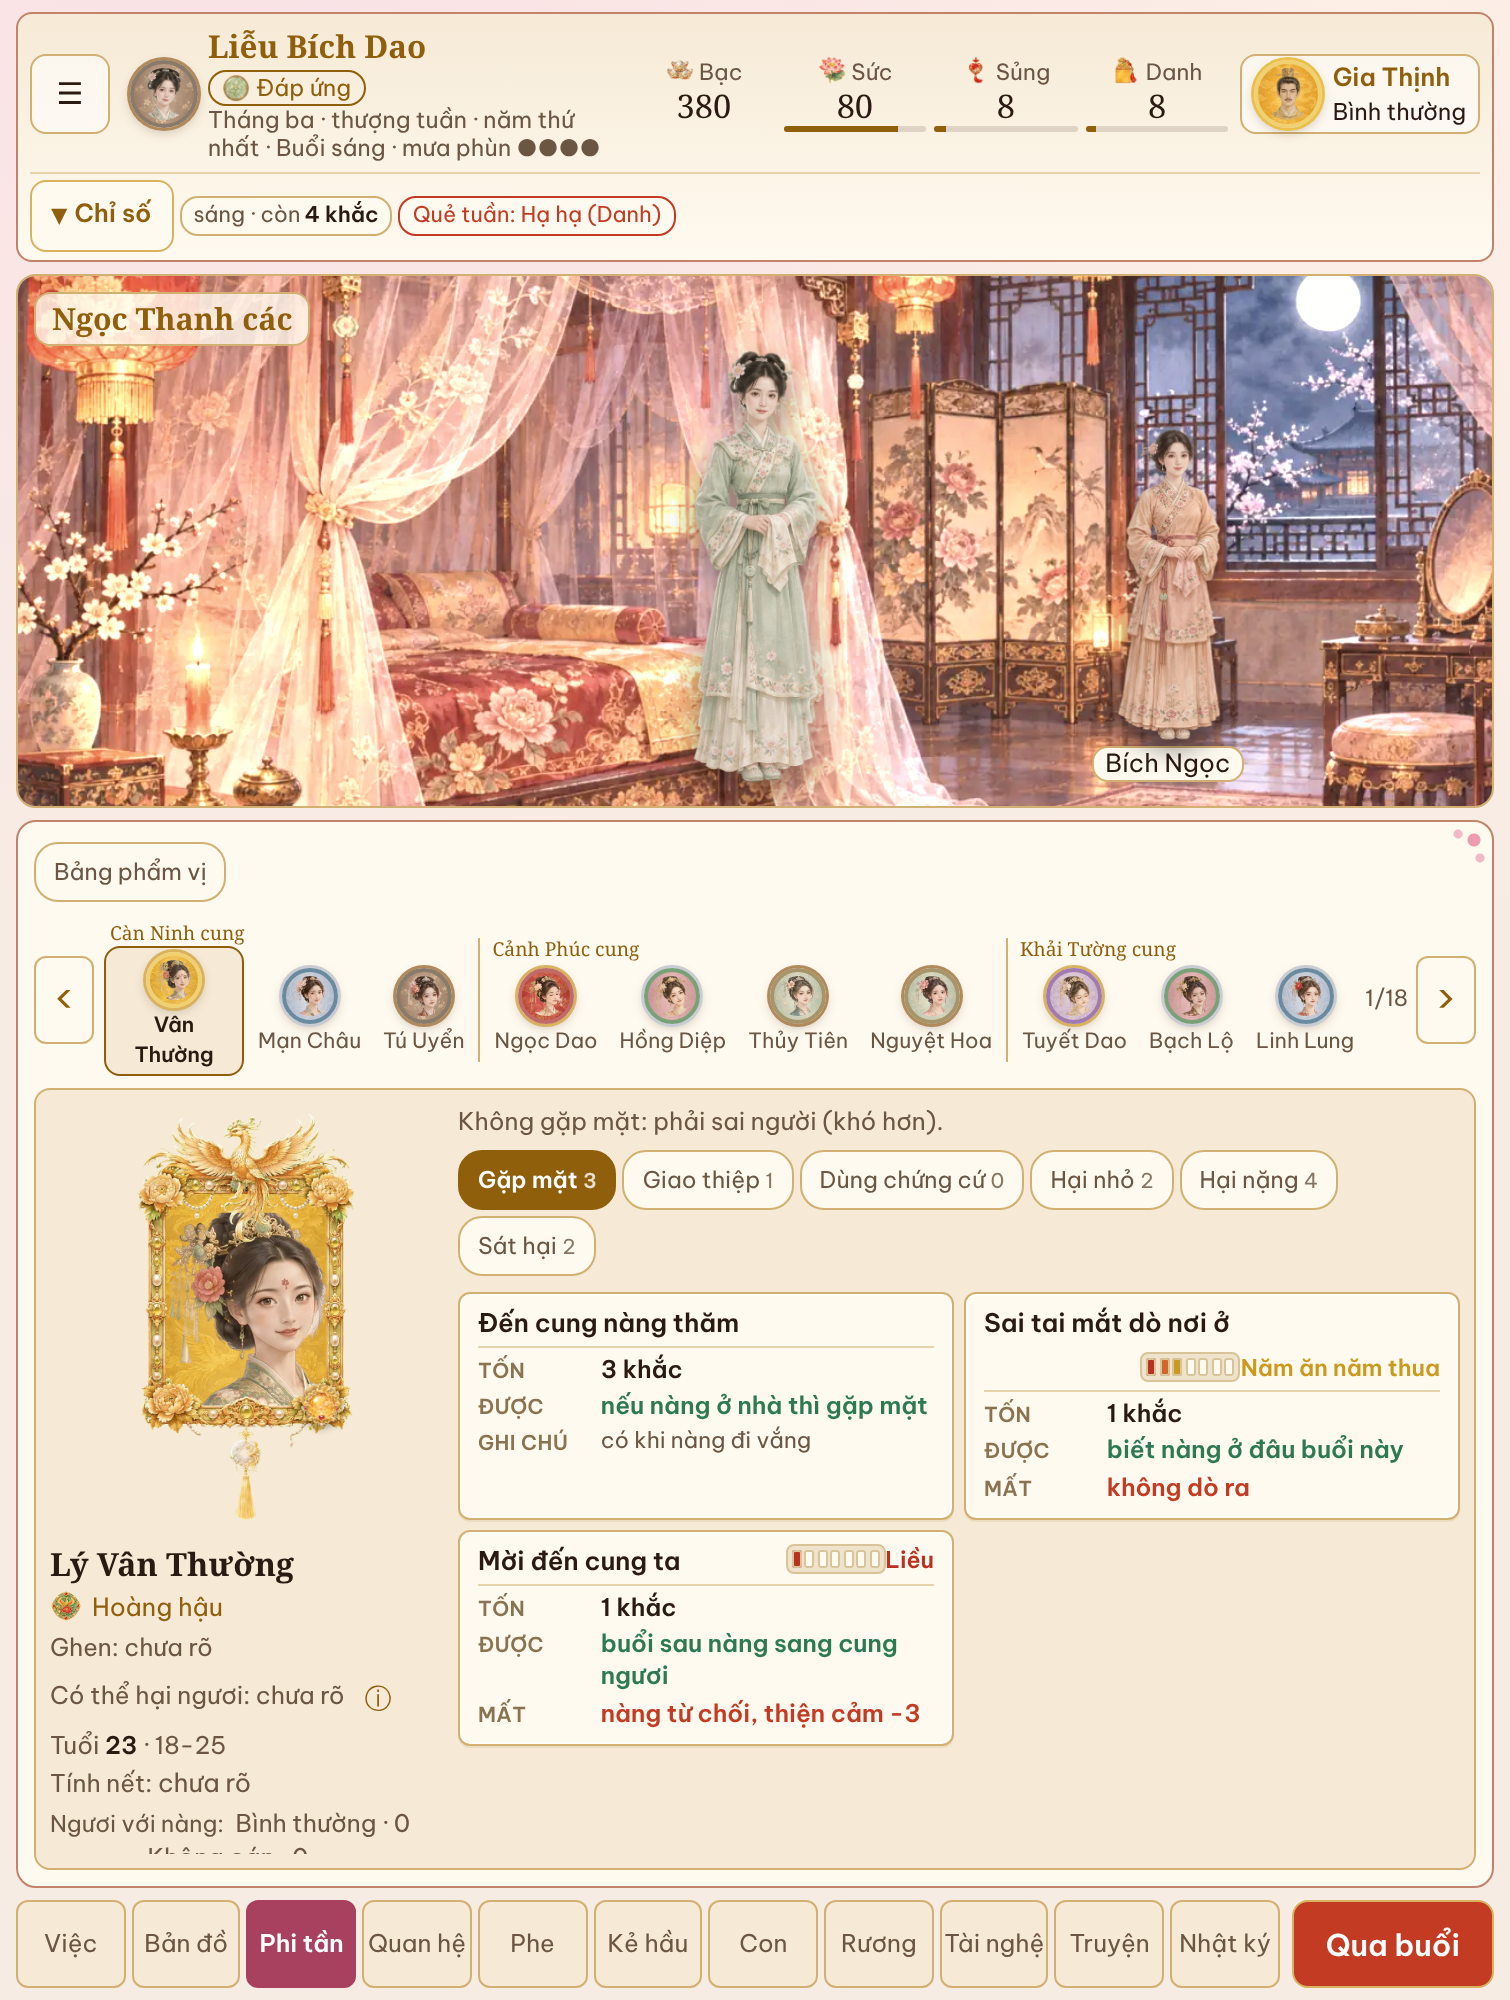 ☰
Liễu Bích Dao
Đáp ứng
Tháng ba · thượng tuần · năm thứ
nhất · Buổi sáng · mưa phùn ●●●●
Bạc
380
Sức
80
Sủng
8
Danh
8
Gia Thịnh
Bình thường
▼ Chỉ số
sáng · còn 4 khắc
Quẻ tuần: Hạ hạ (Danh)
Ngọc Thanh các
Bích Ngọc
Bảng phẩm vị
Càn Ninh cung
Cảnh Phúc cung
Khải Tường cung
‹
Vân
Thường
Mạn Châu
Tú Uyển
Ngọc Dao
Hồng Diệp
Thủy Tiên
Nguyệt Hoa
Tuyết Dao
Bạch Lộ
Linh Lung
1/18
›
Không gặp mặt: phải sai người (khó hơn).
Gặp mặt 3
Giao thiệp 1
Dùng chứng cứ 0
Hại nhỏ 2
Hại nặng 4
Sát hại 2
Đến cung nàng thăm
TỐN 3 khắc
ĐƯỢC nếu nàng ở nhà thì gặp mặt
GHI CHÚ có khi nàng đi vắng
Sai tai mắt dò nơi ở
Năm ăn năm thua
TỐN 1 khắc
ĐƯỢC biết nàng ở đâu buổi này
MẤT không dò ra
Mời đến cung ta Liều
TỐN 1 khắc
ĐƯỢC buổi sau nàng sang cung
ngươi
MẤT nàng từ chối, thiện cảm -3
Lý Vân Thường
Hoàng hậu
Ghen: chưa rõ
Có thể hại ngươi: chưa rõ ⓘ
Tuổi 23 · 18-25
Tính nết: chưa rõ
Ngươi với nàng: Bình thường · 0
Việc
Bản đồ
Phi tần
Quan hệ
Phe
Kẻ hầu
Con
Rương
Tài nghệ
Truyện
Nhật ký
Qua buổi